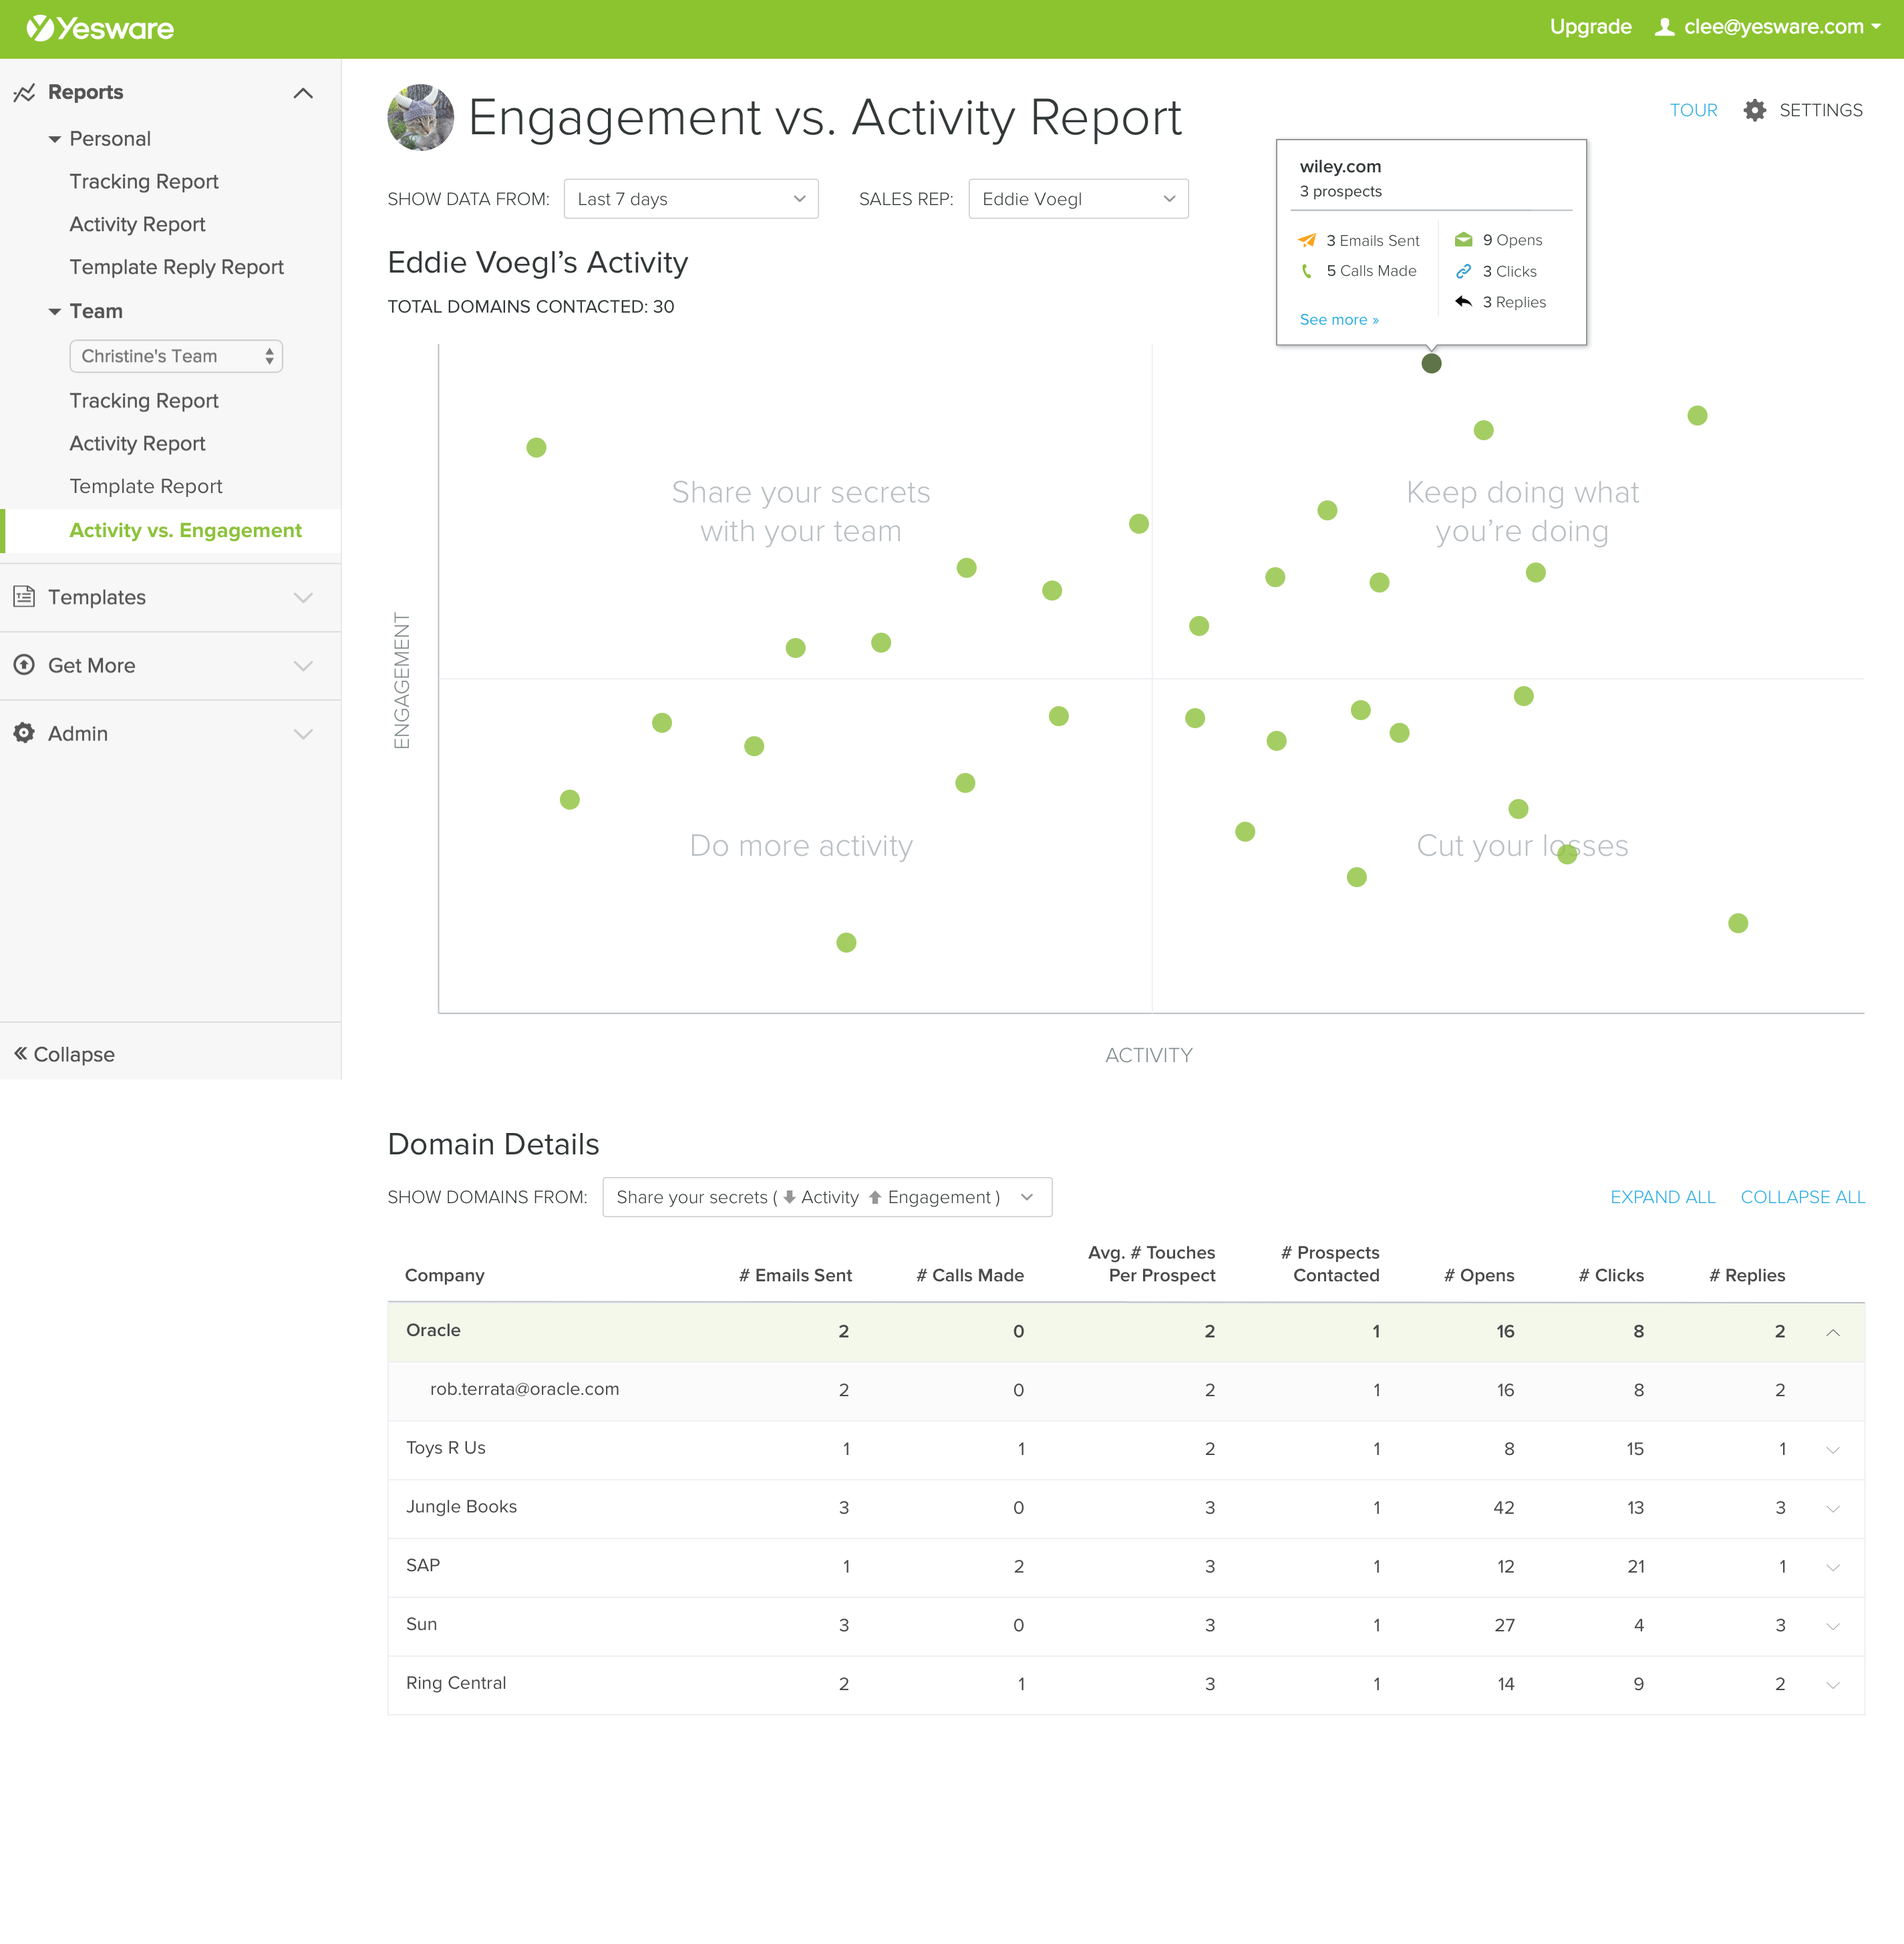 Yesware
Upgrade clee@yesware.com
Reports
Personal
Tracking Report
Activity Report
Template Reply Report
Team
Christine's Team
Tracking Report
Activity Report
Template Report
Activity vs. Engagement
Templates
Get More
Admin
« Collapse
Engagement vs. Activity Report
TOUR SETTINGS
SHOW DATA FROM: Last 7 days SALES REP: Eddie Voegl
Eddie Voegl’s Activity
TOTAL DOMAINS CONTACTED: 30
wiley.com
3 prospects
3 Emails Sent
5 Calls Made
See more »
9 Opens
3 Clicks
3 Replies
Share your secrets
with your team
Keep doing what
you’re doing
ENGAGEMENT
Do more activity
Cut your losses
ACTIVITY
Domain Details
SHOW DOMAINS FROM: Share your secrets ( Activity Engagement )
EXPAND ALL COLLAPSE ALL
Company # Emails Sent # Calls Made Avg. # Touches Per Prospect # Prospects Contacted # Opens # Clicks # Replies
Oracle 2 0 2 1 16 8 2
rob.terrata@oracle.com 2 0 2 1 16 8 2
Toys R Us 1 1 2 1 8 15 1
Jungle Books 3 0 3 1 42 13 3
SAP 1 2 3 1 12 21 1
Sun 3 0 3 1 27 4 3
Ring Central 2 1 3 1 14 9 2